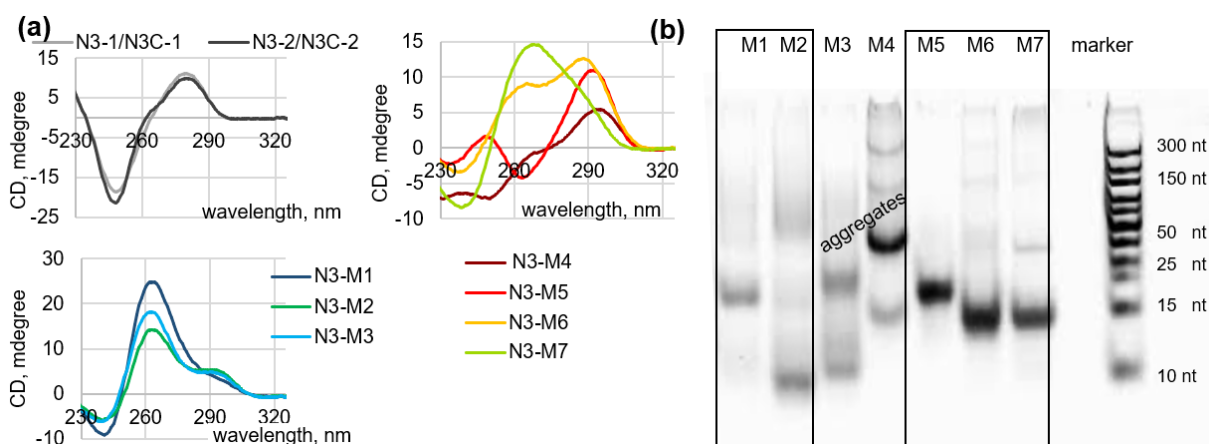 (a)
N3-1/N3C-1
N3-2/N3C-2
15
5
-5
-15
-25
230
260
290
320
CD, mdegree
wavelength, nm
15
10
5
0
-5
-10
230
260
290
320
CD, mdegree
wavelength, nm
30
20
10
0
-10
230
260
290
320
CD, mdegree
wavelength, nm
N3-M1
N3-M2
N3-M3
N3-M4
N3-M5
N3-M6
N3-M7
(b)
M1 M2 M3 M4 M5 M6 M7 marker
aggregates
300 nt
150 nt
50 nt
25 nt
15 nt
10 nt